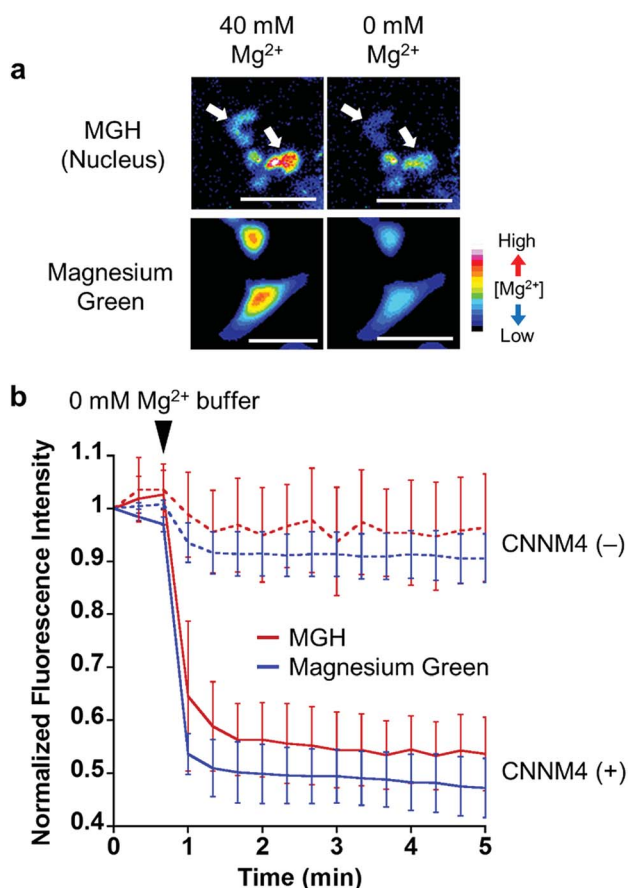 40 mM 0 mM
Mg²⁺ Mg²⁺
a
MGH
(Nucleus)
Magnesium
Green
High
[Mg²⁺]
Low
b 0 mM Mg²⁺ buffer
1.1
1
0.9
0.8
0.7
0.6
0.5
0.4
Normalized Fluorescence Intensity
CNNM4 (–)
MGH
Magnesium Green
CNNM4 (+)
0 1 2 3 4 5
Time (min)